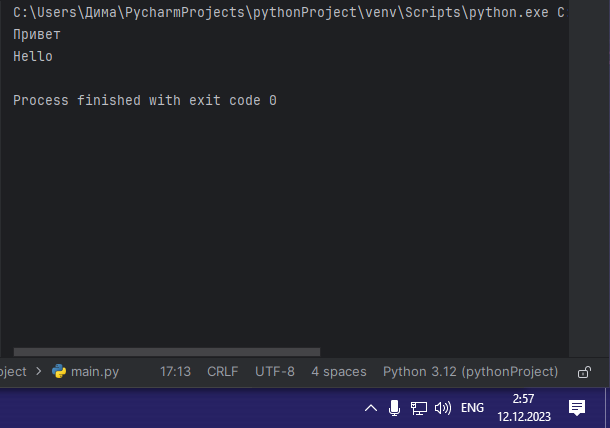 C:\Users\Дима\PycharmProjects\pythonProject\venv\Scripts\python.exe C
Привет
Hello
Process finished with exit code 0
oject > main.py 17:13 CRLF UTF-8 4 spaces Python 3.12 (pythonProject)
ENG 2:57
12.12.2023